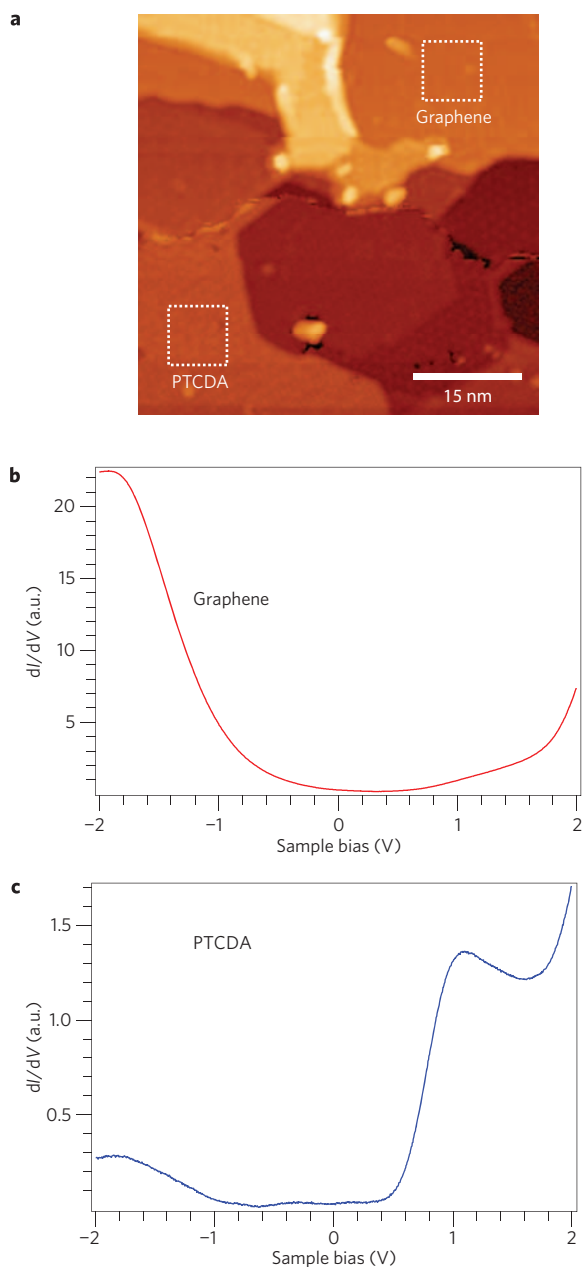 a
Graphene
PTCDA
15 nm
b
20
15
10
5
dI/dV (a.u.)
Graphene
−2
−1
0
1
2
Sample bias (V)
c
1.5
1.0
0.5
dI/dV (a.u.)
PTCDA
−2
−1
0
1
2
Sample bias (V)